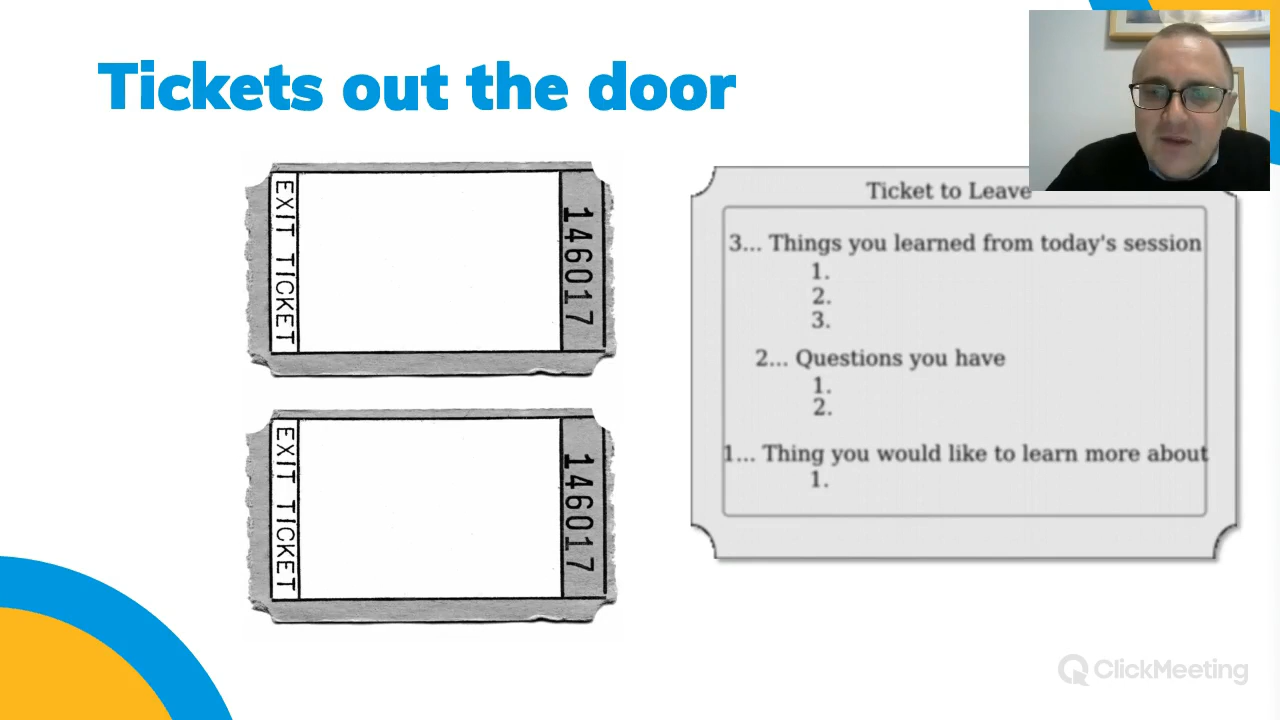 Tickets out the door
EXIT TICKET
146017
EXIT TICKET
146017
Ticket to Leave
3... Things you learned from today's session
1.
2.
3.
2... Questions you have
1.
2.
1... Thing you would like to learn more about
1.
ClickMeeting